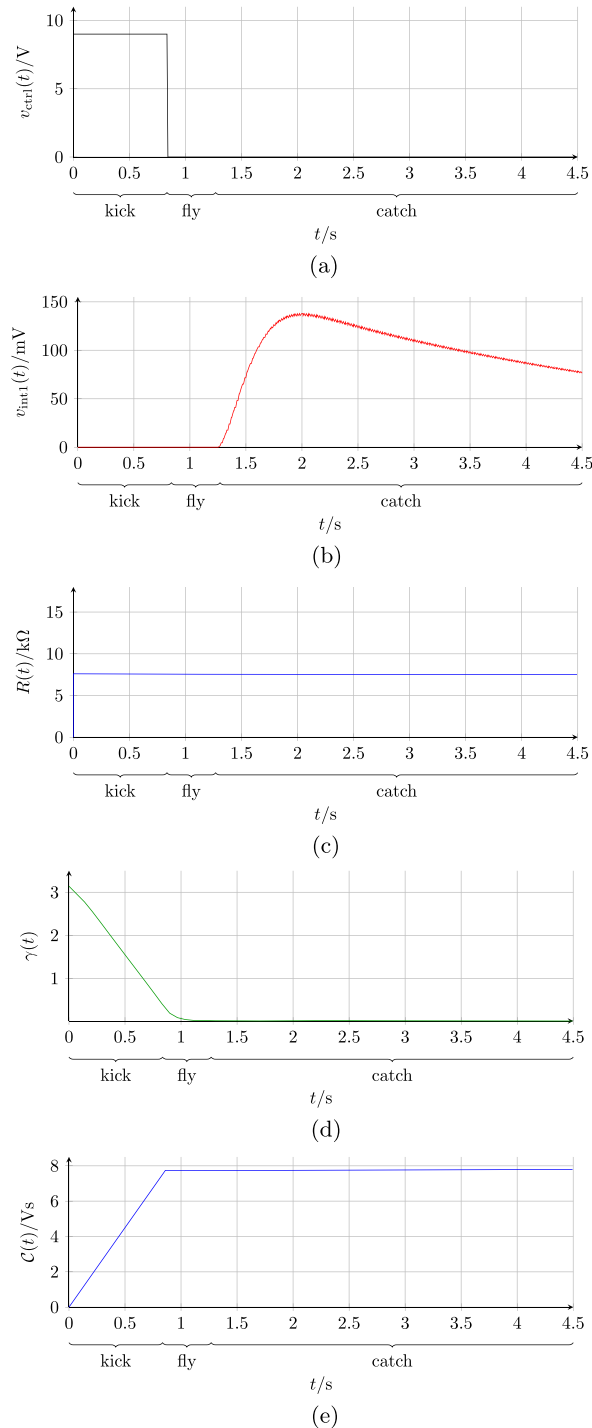 10
5
0
v_ctrl(t)/V
0 0.5 1 1.5 2 2.5 3 3.5 4 4.5
kick fly catch
t/s
(a)
150
100
50
0
v_int1(t)/mV
0 0.5 1 1.5 2 2.5 3 3.5 4 4.5
kick fly catch
t/s
(b)
15
10
5
0
R(t)/kΩ
0 0.5 1 1.5 2 2.5 3 3.5 4 4.5
kick fly catch
t/s
(c)
3
2
1
γ(t)
0 0.5 1 1.5 2 2.5 3 3.5 4 4.5
kick fly catch
t/s
(d)
8
6
4
2
0
C(t)/Vs
0 0.5 1 1.5 2 2.5 3 3.5 4 4.5
kick fly catch
t/s
(e)